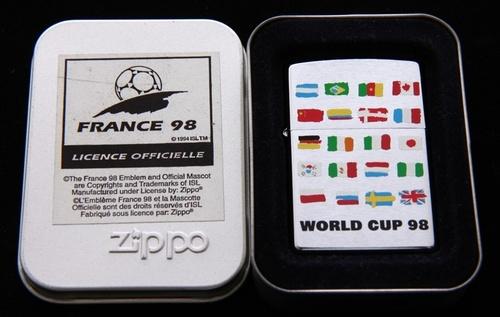 FRANCE 98
©1994 ISLTM
LICENCE OFFICIELLE
©The France 98 Emblem and Official Mascot
are Copyrights and Trademarks of ISL
Manufactured under License by: Zippo®
©L'Emblème France 98 et la Mascotte
Officielle sont des droits réservés d'ISL
Fabriqué sous licence par: Zippo®
zippo
WORLD CUP 98